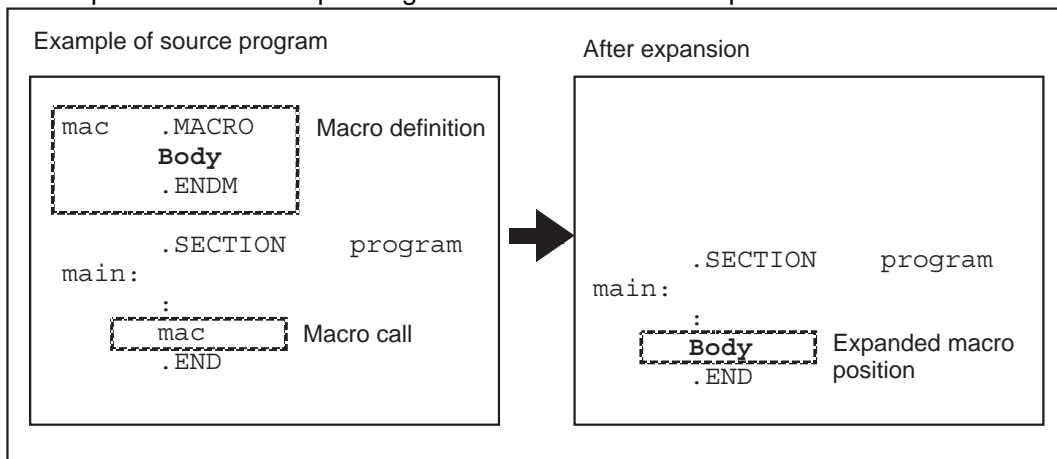 Example of source program
mac .MACRO
Body
.ENDM
Macro definition
.SECTION program
main:
:
mac
Macro call
.END
After expansion
.SECTION program
main:
:
Body
Expanded macro
position
.END